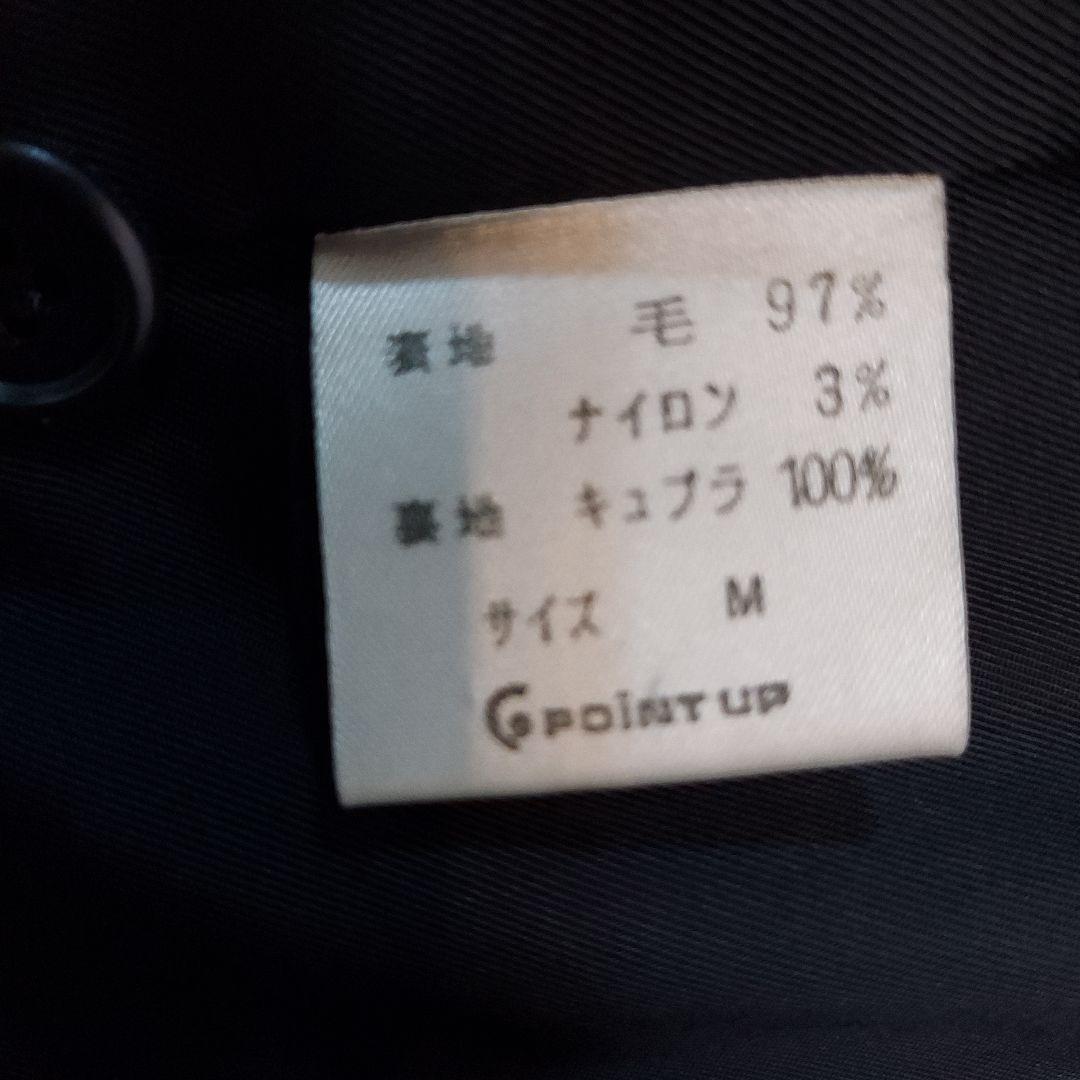 表地 毛 97%
ナイロン 3%
裏地 キュプラ 100%
サイズ M
POINT UP